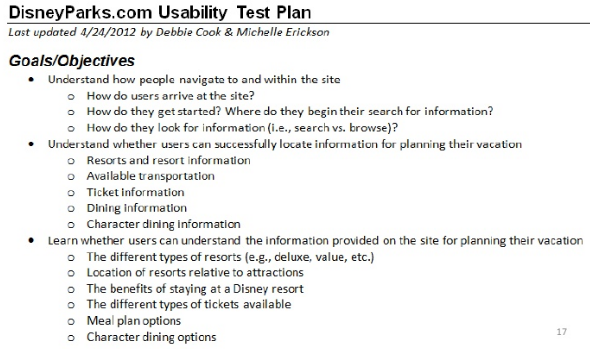 DisneyParks.com Usability Test Plan
Last updated 4/24/2012 by Debbie Cook & Michelle Erickson
Goals/Objectives
• Understand how people navigate to and within the site
o How do users arrive at the site?
o How do they get started? Where do they begin their search for information?
o How do they look for information (i.e., search vs. browse)?
• Understand whether users can successfully locate information for planning their vacation
o Resorts and resort information
o Available transportation
o Ticket information
o Dining information
o Character dining information
• Learn whether users can understand the information provided on the site for planning their vacation
o The different types of resorts (e.g., deluxe, value, etc.)
o Location of resorts relative to attractions
o The benefits of staying at a Disney resort
o The different types of tickets available
o Meal plan options
o Character dining options
17